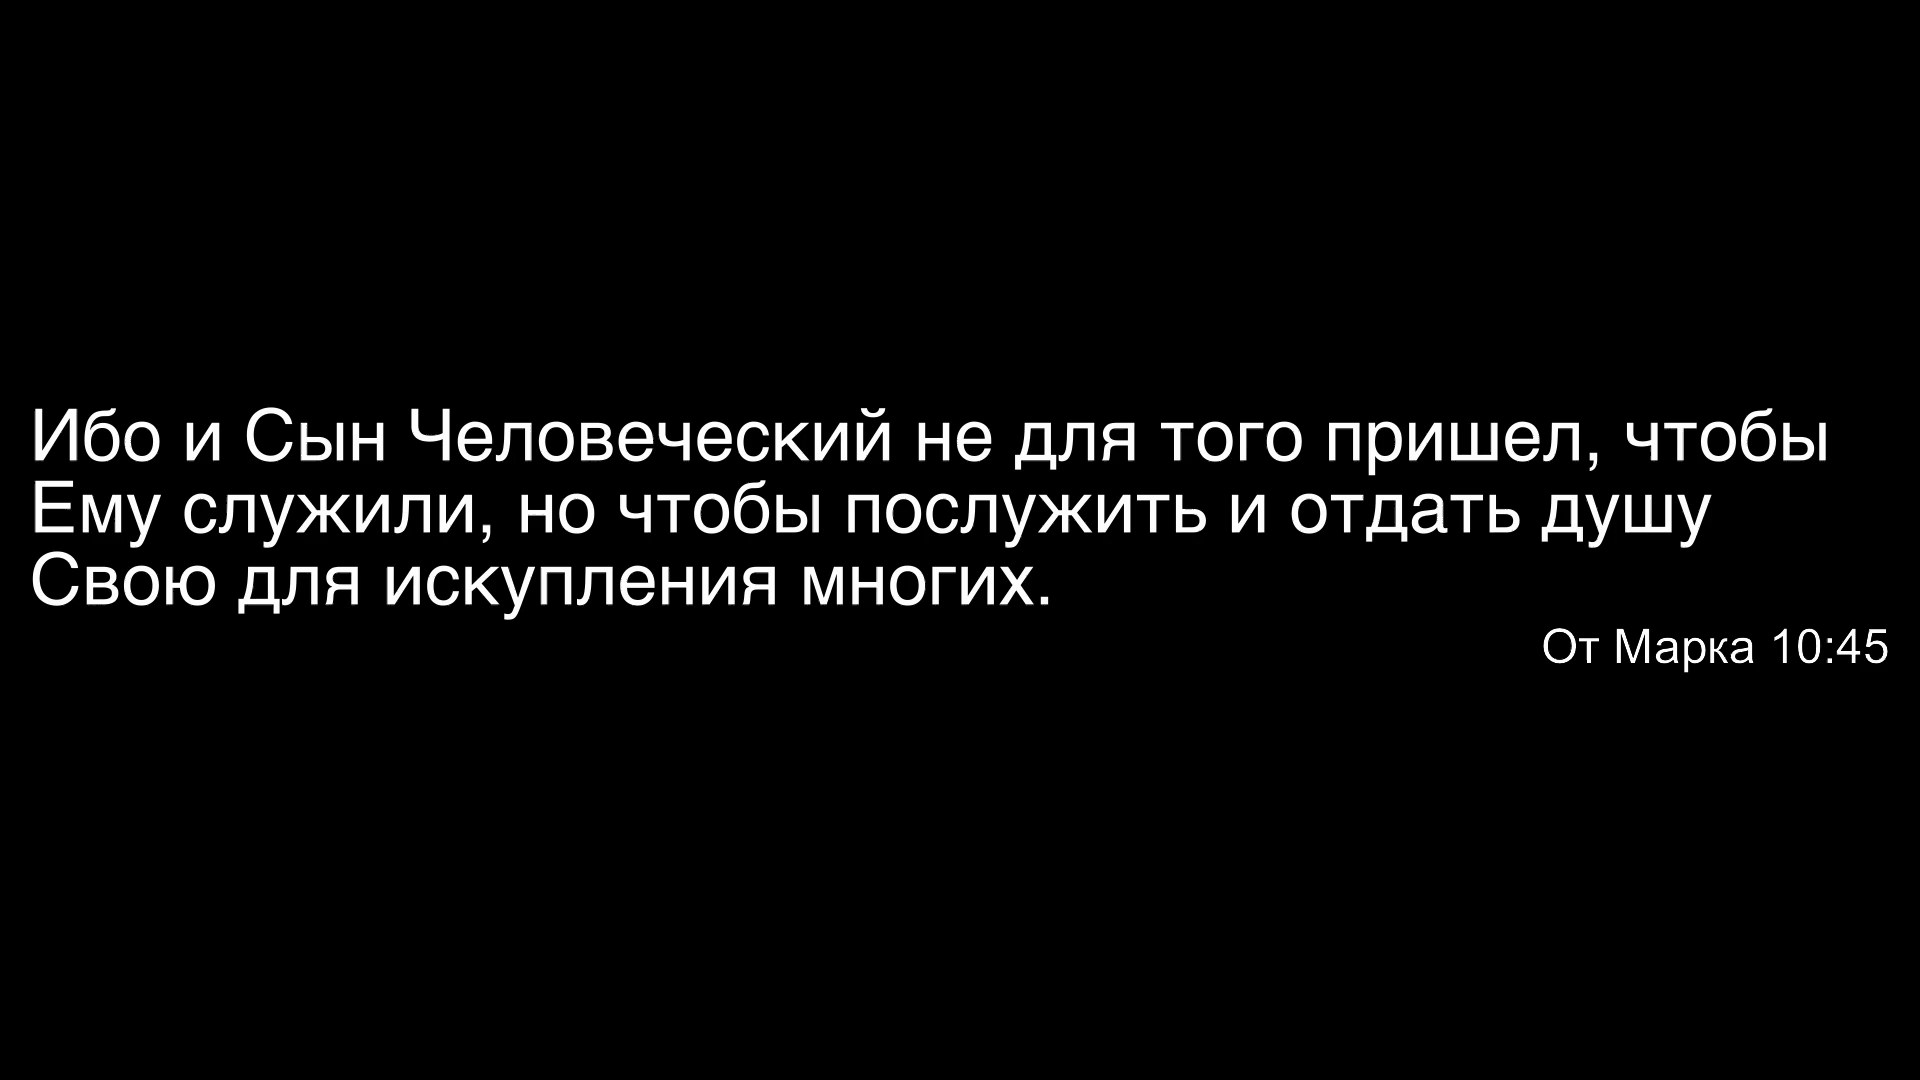 Ибо и Сын Человеческий не для того пришел, чтобы
Ему служили, но чтобы послужить и отдать душу
Свою для искупления многих.
От Марка 10:45